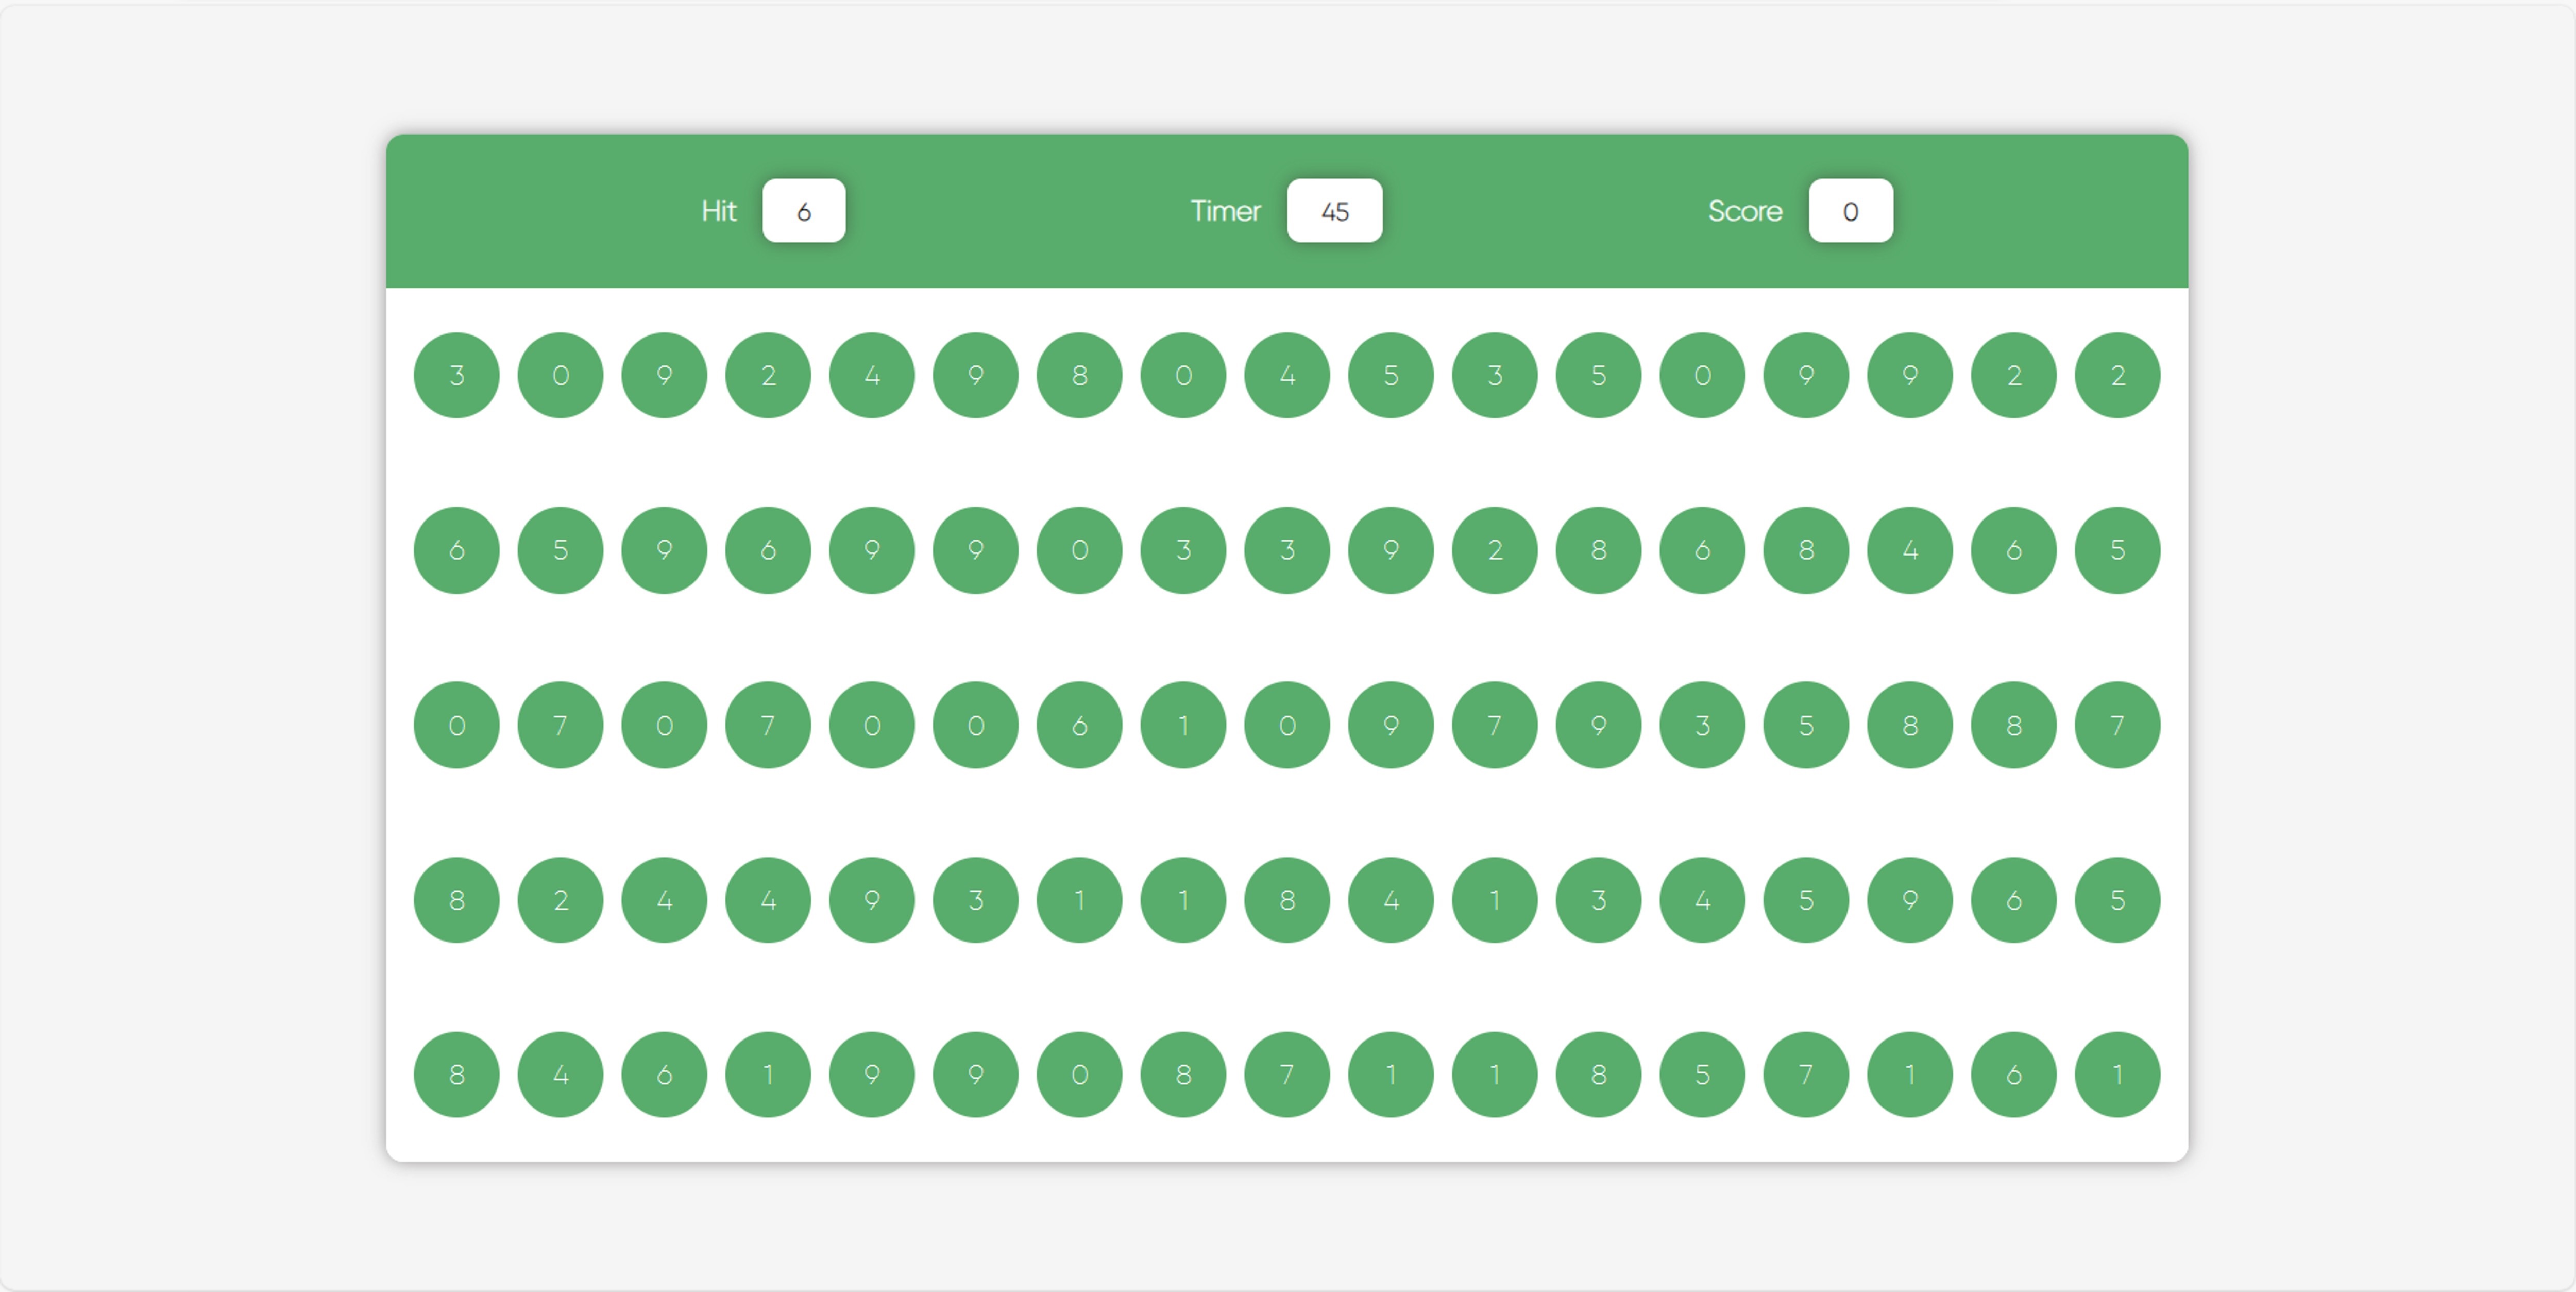 Hit 6 Timer 45 Score 0
3 0 9 2 4 9 8 0 4 5 3 5 0 9 9 2 2
6 5 9 6 9 9 0 3 3 9 2 8 6 8 4 6 5
0 7 0 7 0 0 6 1 0 9 7 9 3 5 8 8 7
8 2 4 4 9 3 1 1 8 4 1 3 4 5 9 6 5
8 4 6 1 9 9 0 8 7 1 1 8 5 7 1 6 1